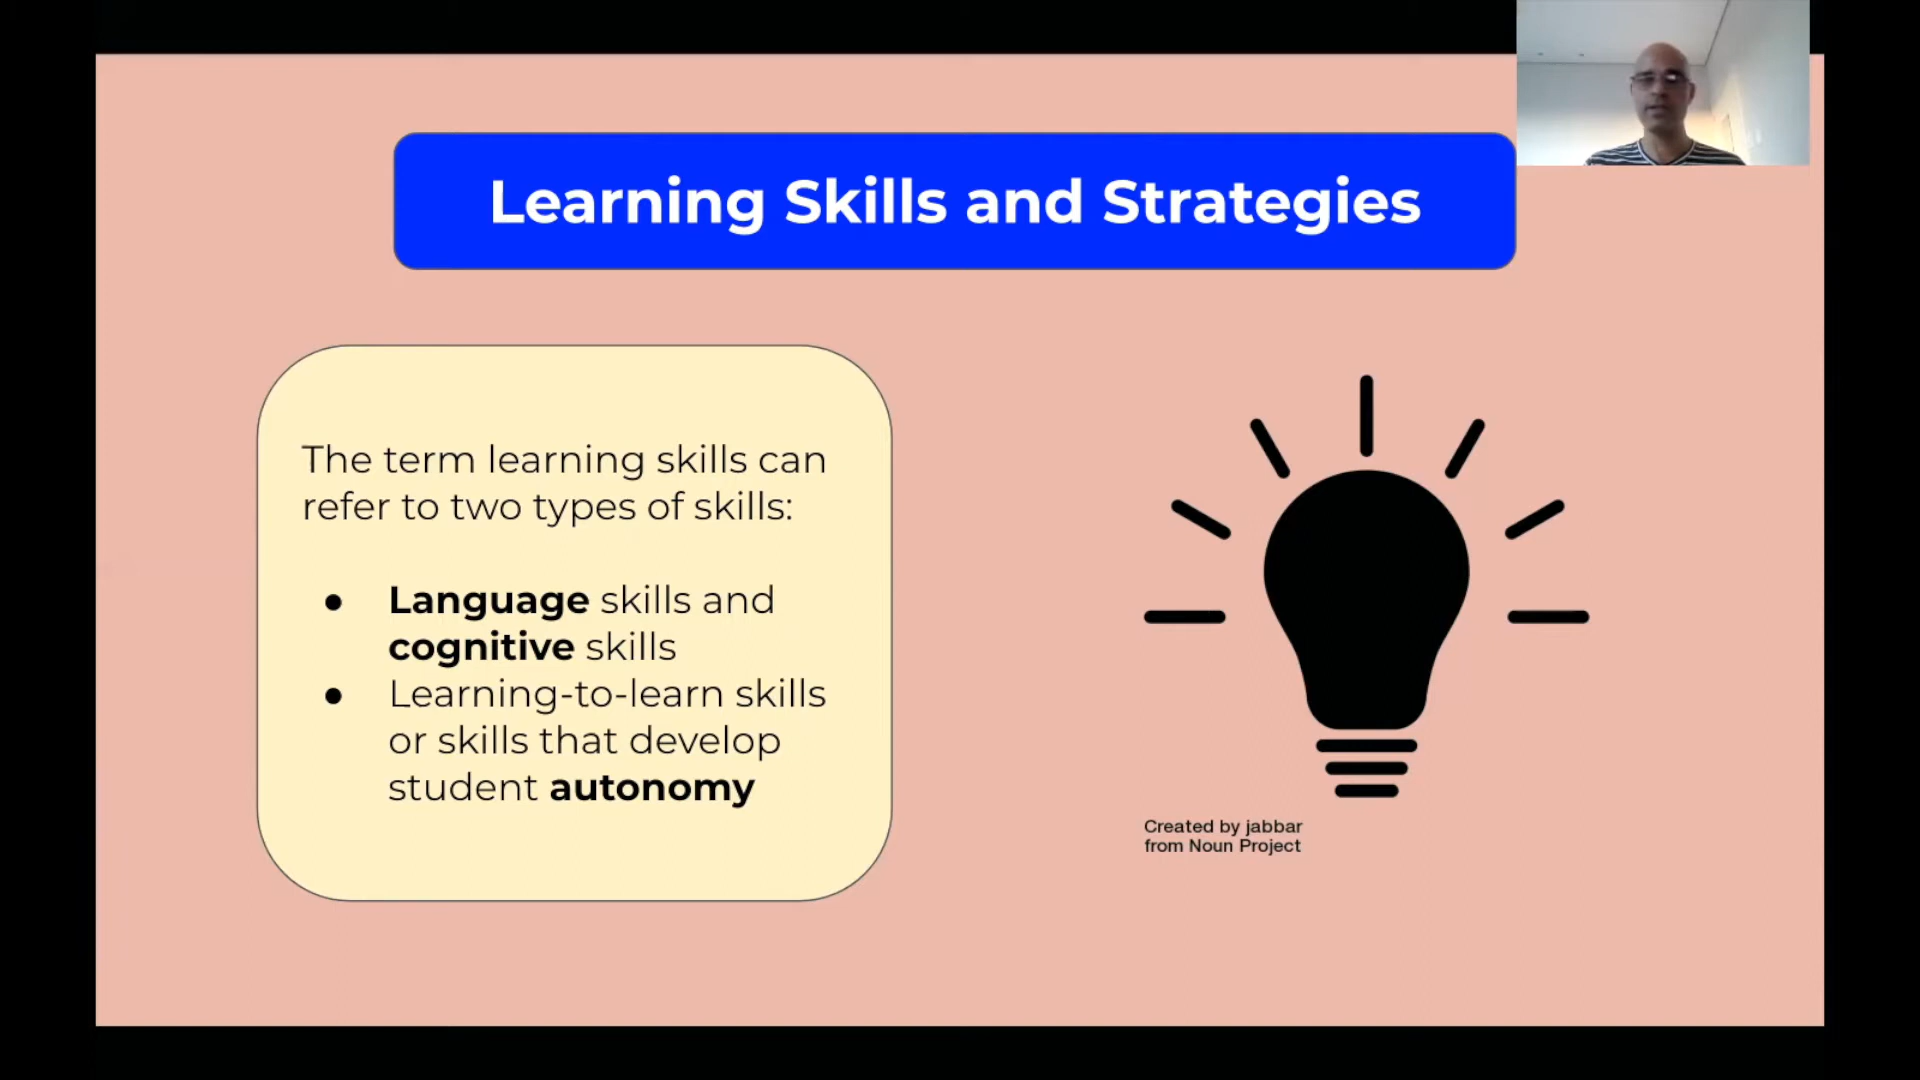 Learning Skills and Strategies
The term learning skills can
refer to two types of skills:
● Language skills and
cognitive skills
● Learning-to-learn skills
or skills that develop
student autonomy
Created by jabbar
from Noun Project